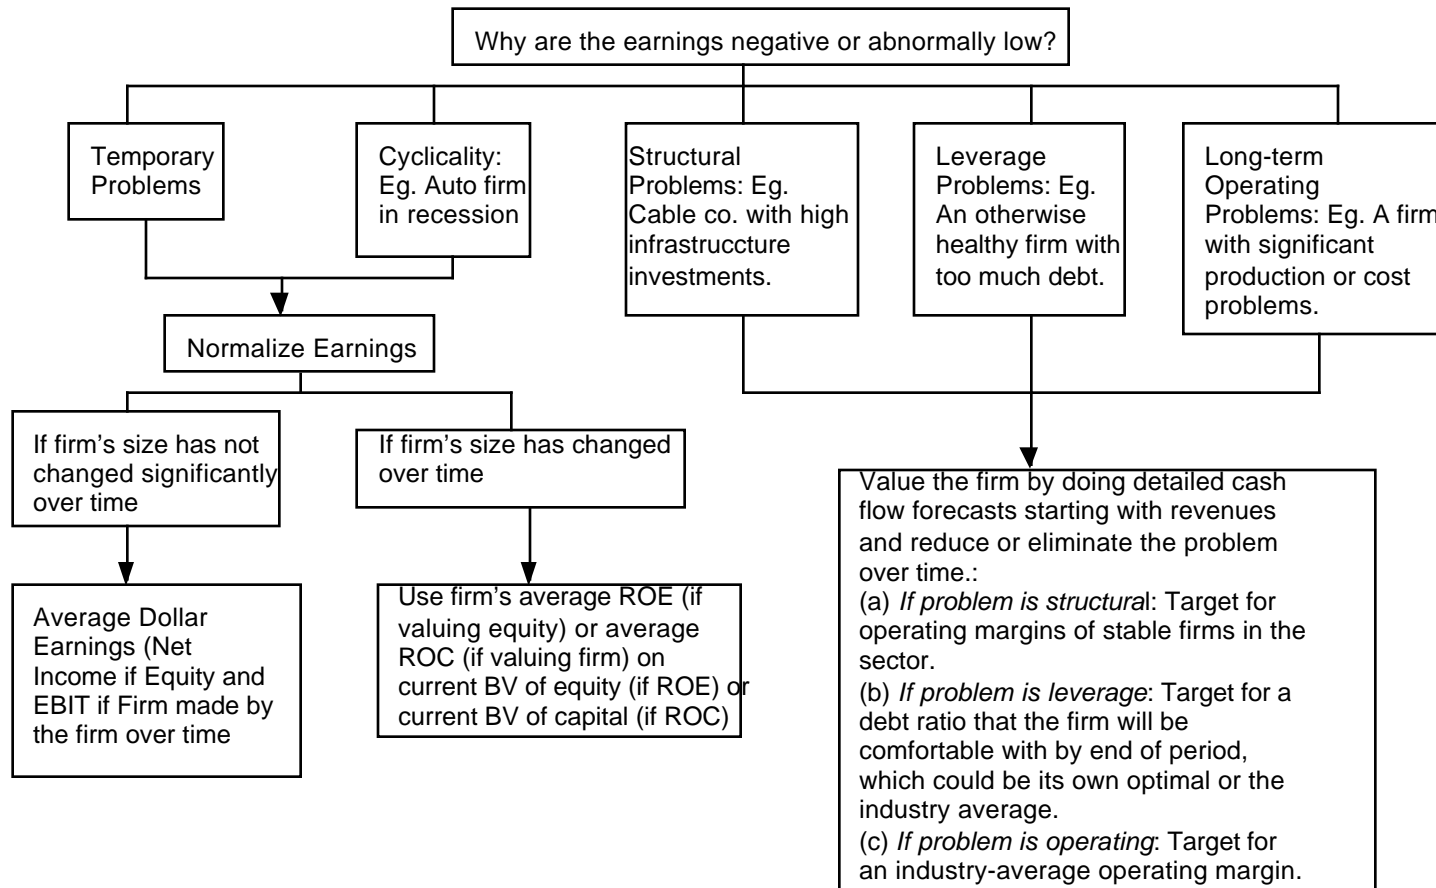 Why are the earnings negative or abnormally low?
Temporary
Problems
Cyclicality:
Eg. Auto firm
in recession
Structural
Problems: Eg.
Cable co. with high
infrastruccture
investments.
Leverage
Problems: Eg.
An otherwise
healthy firm with
too much debt.
Long-term
Operating
Problems: Eg. A firm
with significant
production or cost
problems.
Normalize Earnings
If firm’s size has not
changed significantly
over time
If firm’s size has changed
over time
Average Dollar
Earnings (Net
Income if Equity and
EBIT if Firm made by
the firm over time
Use firm’s average ROE (if
valuing equity) or average
ROC (if valuing firm) on
current BV of equity (if ROE) or
current BV of capital (if ROC)
Value the firm by doing detailed cash
flow forecasts starting with revenues
and reduce or eliminate the problem
over time.:
(a) If problem is structural: Target for
operating margins of stable firms in the
sector.
(b) If problem is leverage: Target for a
debt ratio that the firm will be
comfortable with by end of period,
which could be its own optimal or the
industry average.
(c) If problem is operating: Target for
an industry-average operating margin.